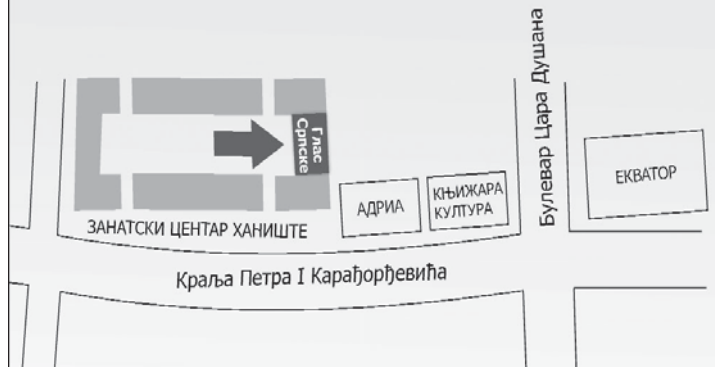 Булевар Цара Душана
Глас
Српске
ЕКВАТОР
АДРИА
КЊИЖАРА
КУЛТУРА
ЗАНАТСКИ ЦЕНТАР ХАНИШТЕ
Краља Петра I Карађорђевића